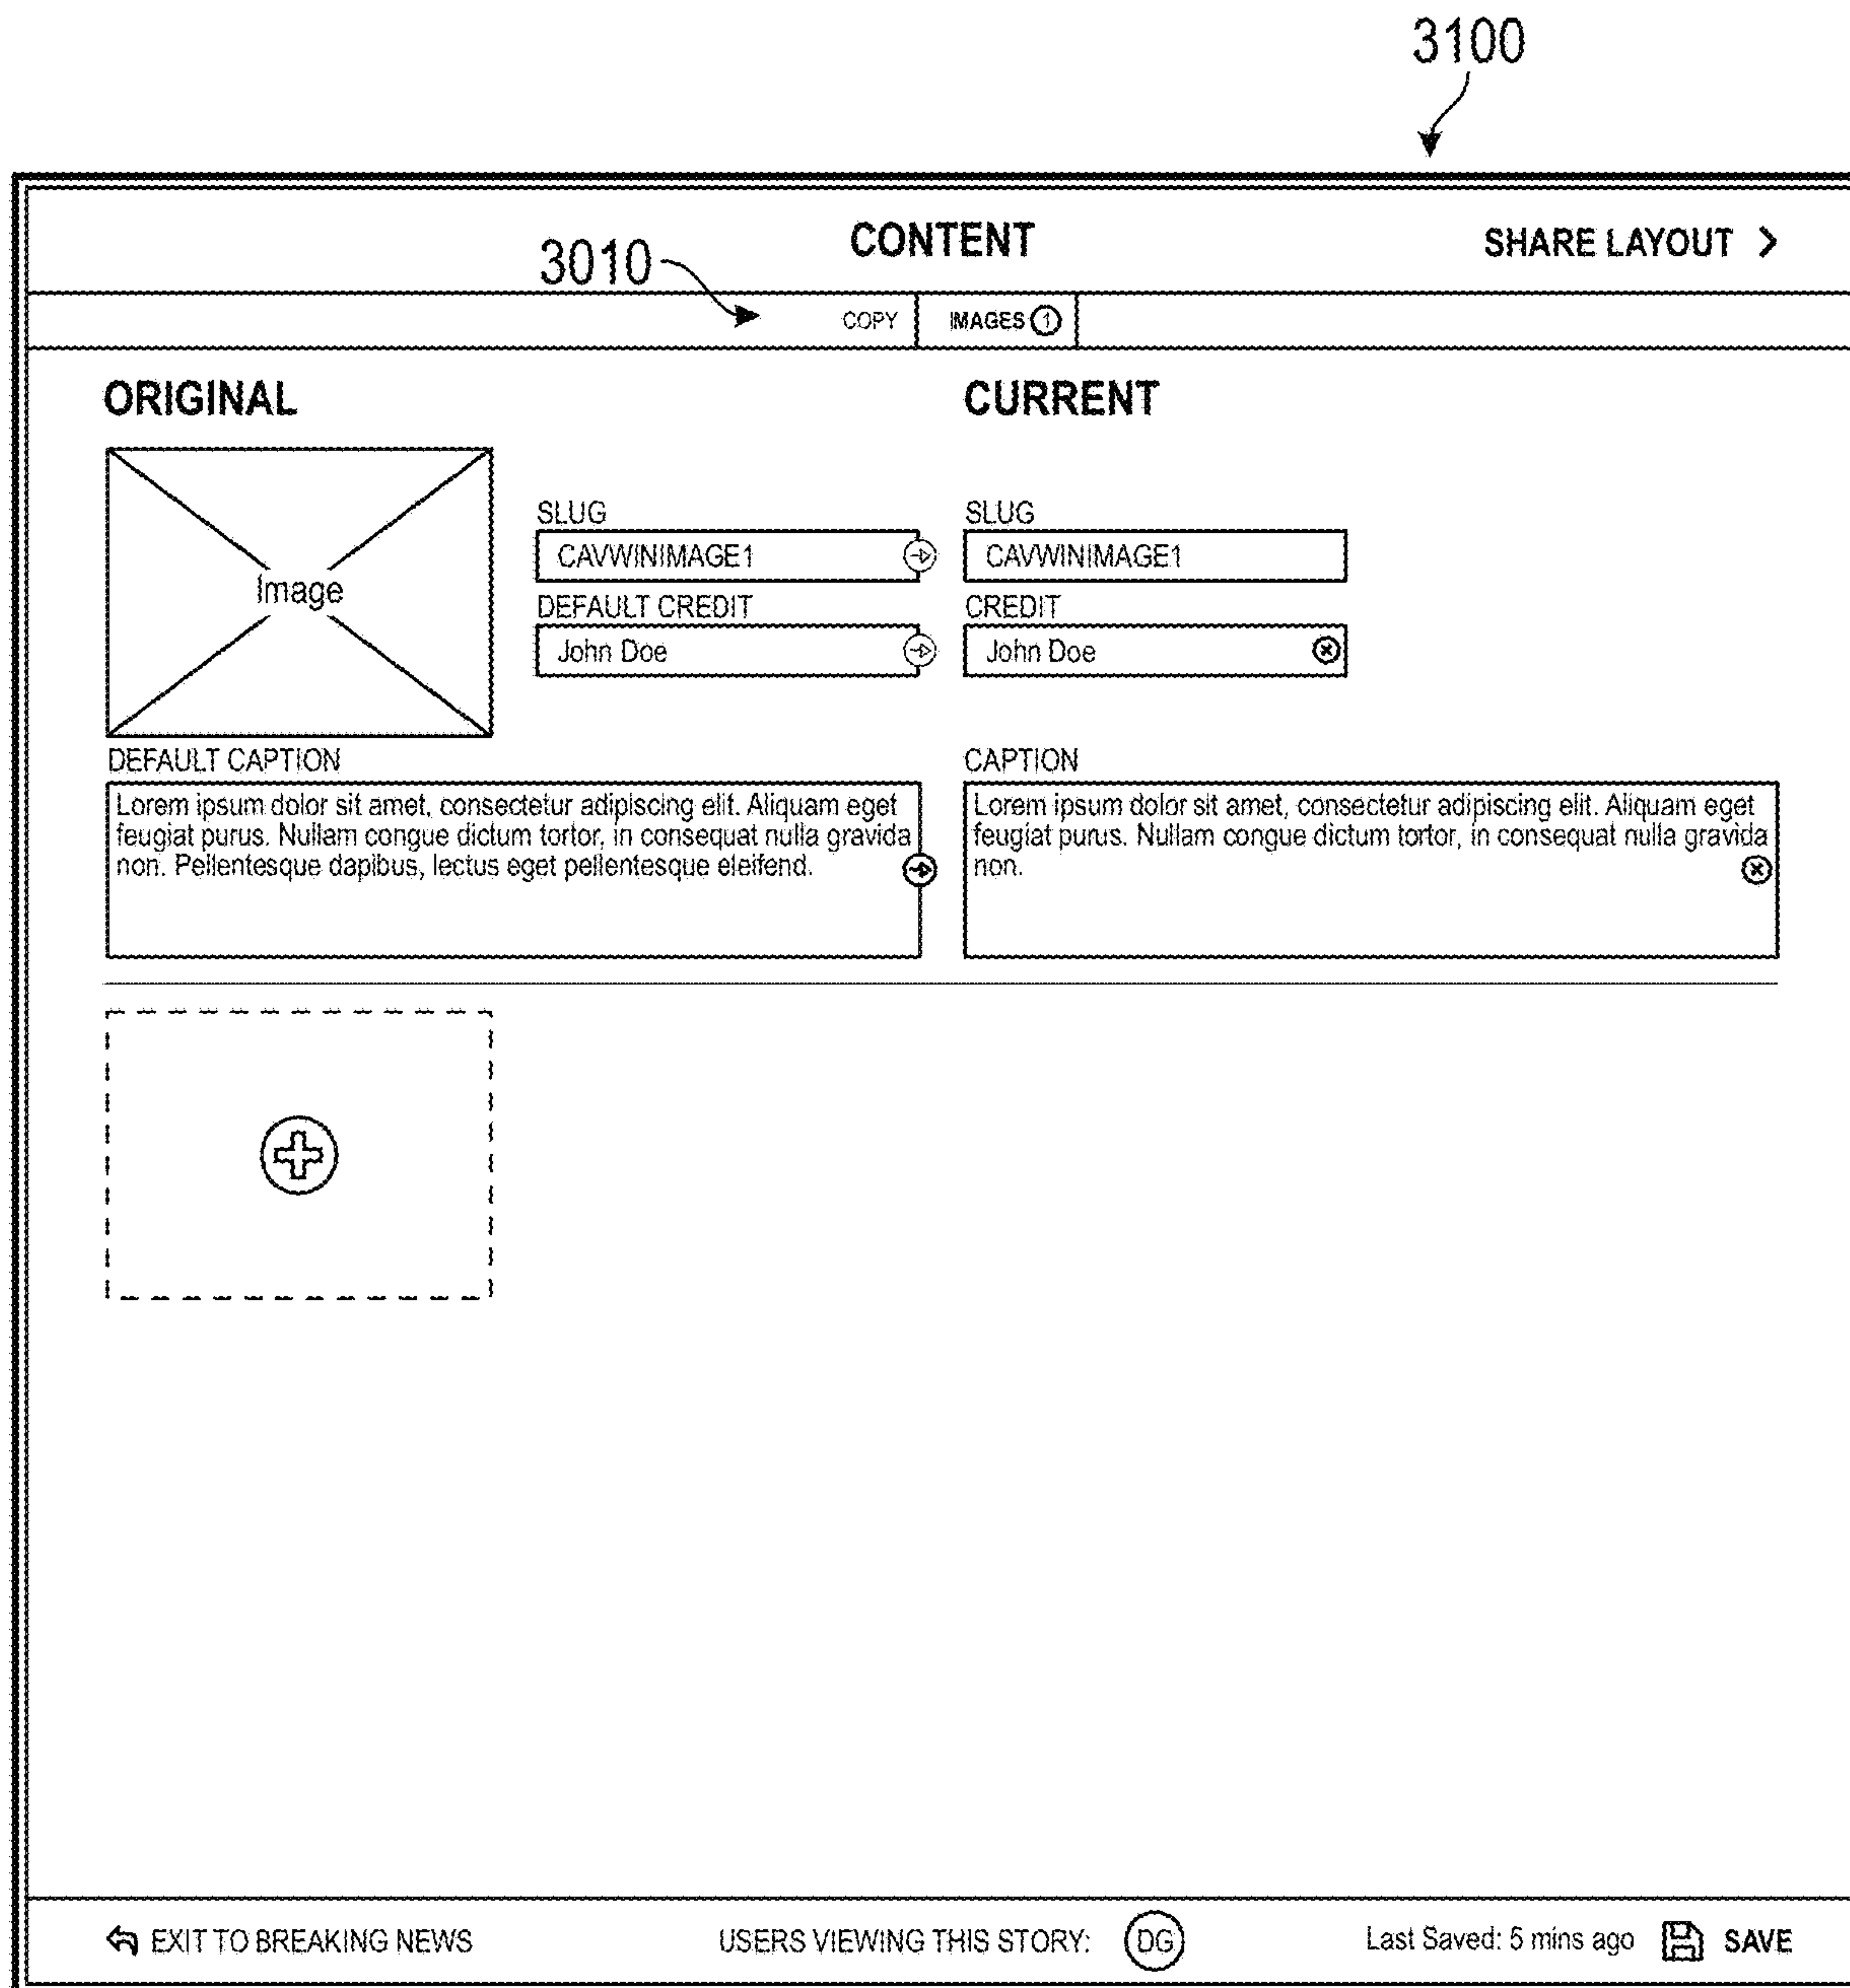 3100
CONTENT
SHARE LAYOUT >
3010
COPY
IMAGES 1
ORIGINAL
CURRENT
Image
SLUG
CAVWINIMAGE1
DEFAULT CREDIT
John Doe
SLUG
CAVWINIMAGE1
CREDIT
John Doe
DEFAULT CAPTION
Lorem ipsum dolor sit amet, consectetur adipiscing elit. Aliquam eget
feugiat purus. Nullam congue dictum tortor, in consequat nulla gravida
non. Pellentesque dapibus, lectus eget pellentesque eleifend.
CAPTION
Lorem ipsum dolor sit amet, consectetur adipiscing elit. Aliquam eget
feugiat purus. Nullam congue dictum tortor, in consequat nulla gravida
non.
EXIT TO BREAKING NEWS
USERS VIEWING THIS STORY:
DG
Last Saved: 5 mins ago
SAVE